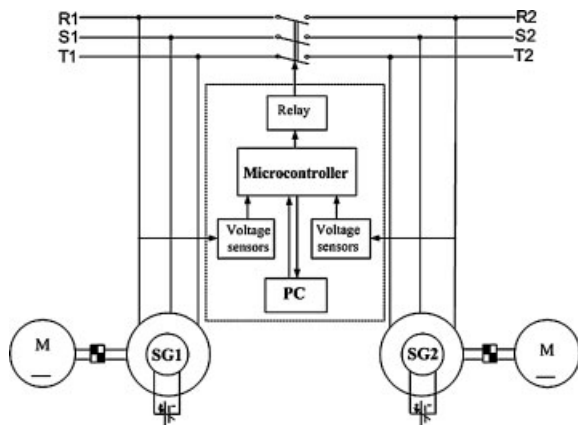 R1 R2
S1 S2
T1 T2
Relay
Microcontroller
Voltage sensors
Voltage sensors
PC
M SG1 SG2 M